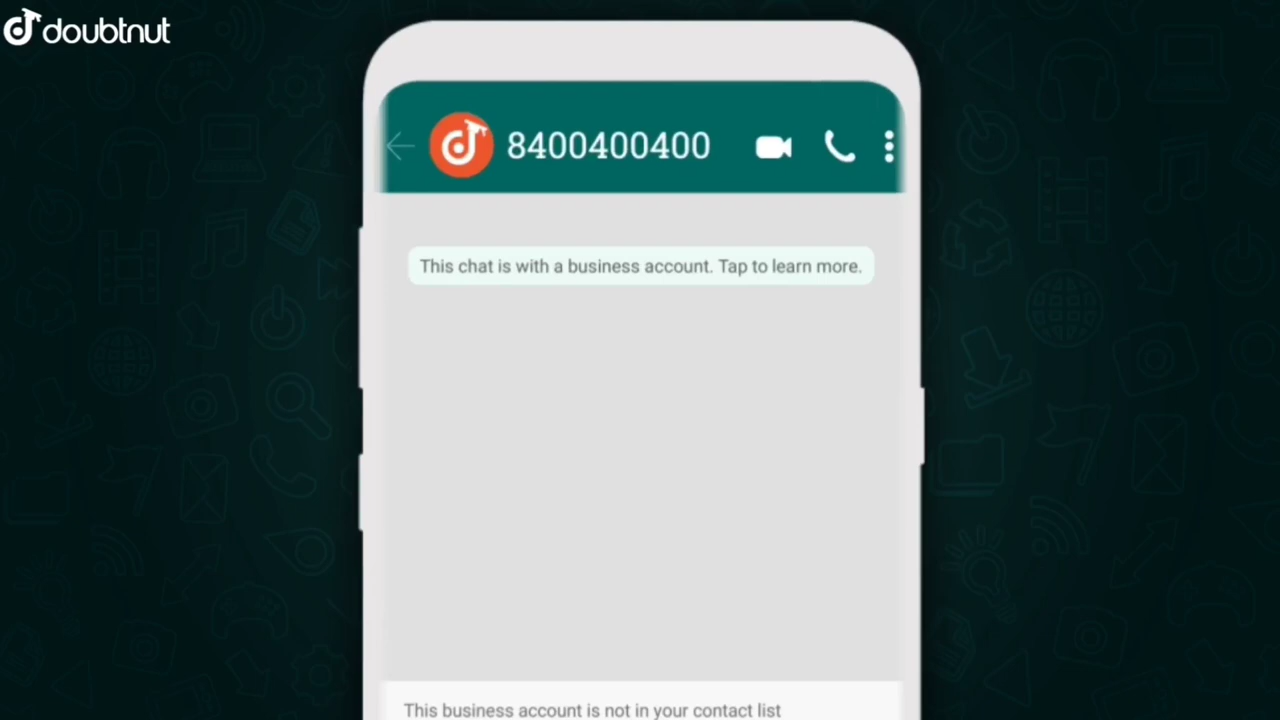 doubtnut
8400400400
This chat is with a business account. Tap to learn more.
This business account is not in your contact list